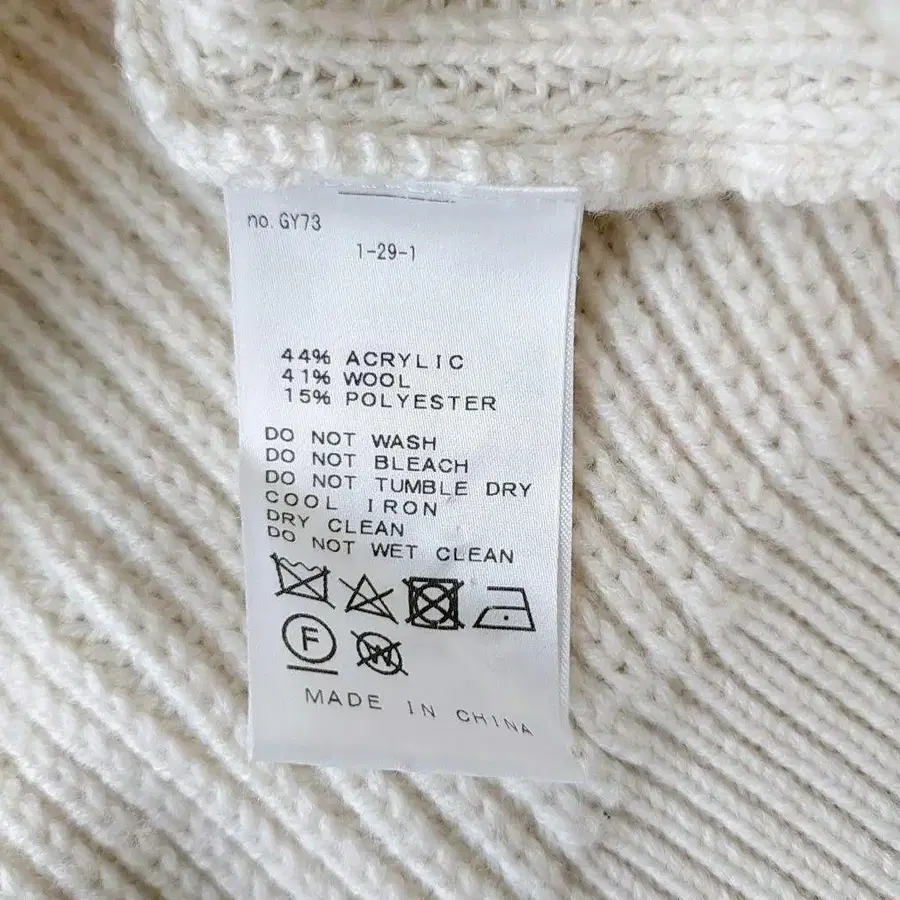 no. GY73
1-29-1
44% ACRYLIC
41% WOOL
15% POLYESTER
DO NOT WASH
DO NOT BLEACH
DO NOT TUMBLE DRY
COOL IRON
DRY CLEAN
DO NOT WET CLEAN
F W
MADE IN CHINA